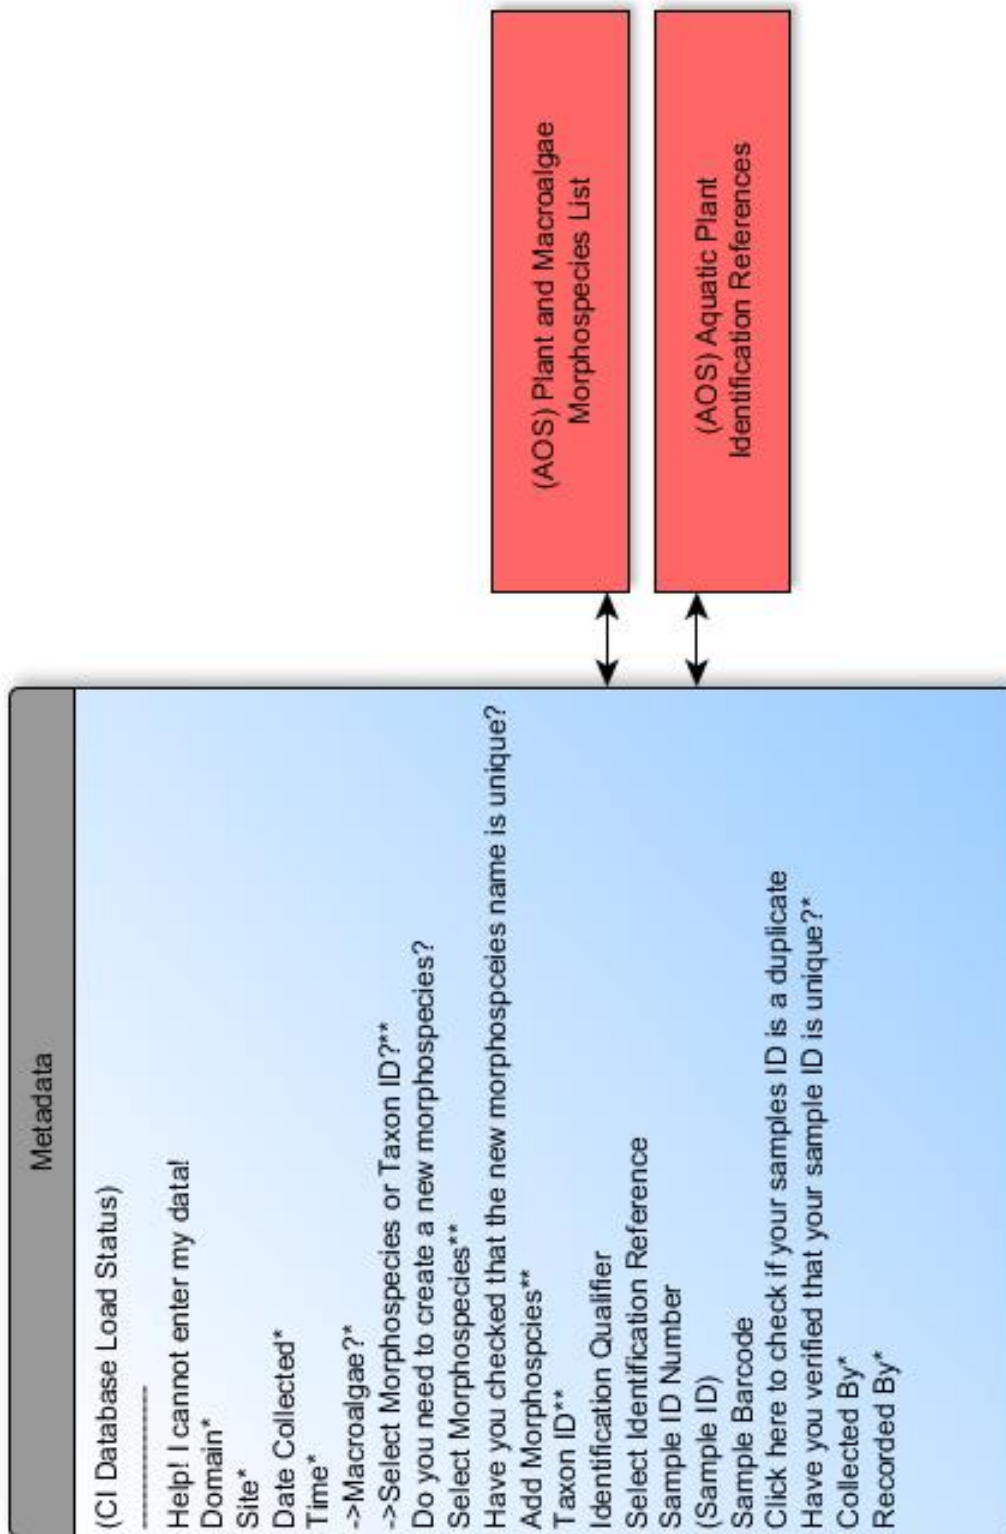 Metadata
(CI Database Load Status)
--------------------
Help! I cannot enter my data!
Domain*
Site*
Date Collected*
Time*
->Macroalgae?*
->Select Morphospecies or Taxon ID?**
Do you need to create a new morphospecies?
Select Morphospecies**
Have you checked that the new morphospceies name is unique?
Add Morphospcies**
Taxon ID**
Identification Qualifier
Select Identification Reference
Sample ID Number
(Sample ID)
Sample Barcode
Click here to check if your samples ID is a duplicate
Have you verified that your sample ID is unique?*
Collected By*
Recorded By*
(AOS) Plant and Macroalgae
Morphospecies List
(AOS) Aquatic Plant
Identification References